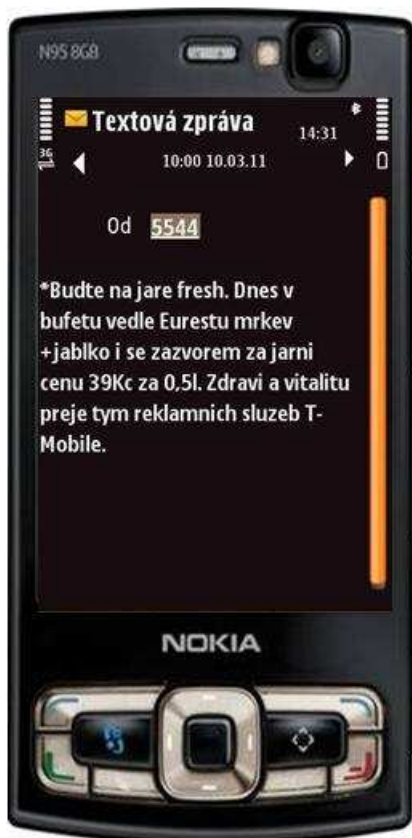 N95 8GB
Textová zpráva
14:31
3G
10:00 10.03.11
Od 5544
*Budte na jare fresh. Dnes v
bufetu vedle Eurestu mrkev
+jablko i se zazvorem za jarni
cenu 39Kc za 0,5l. Zdravi a vitalitu
preje tym reklamnich sluzeb T-
Mobile.
NOKIA